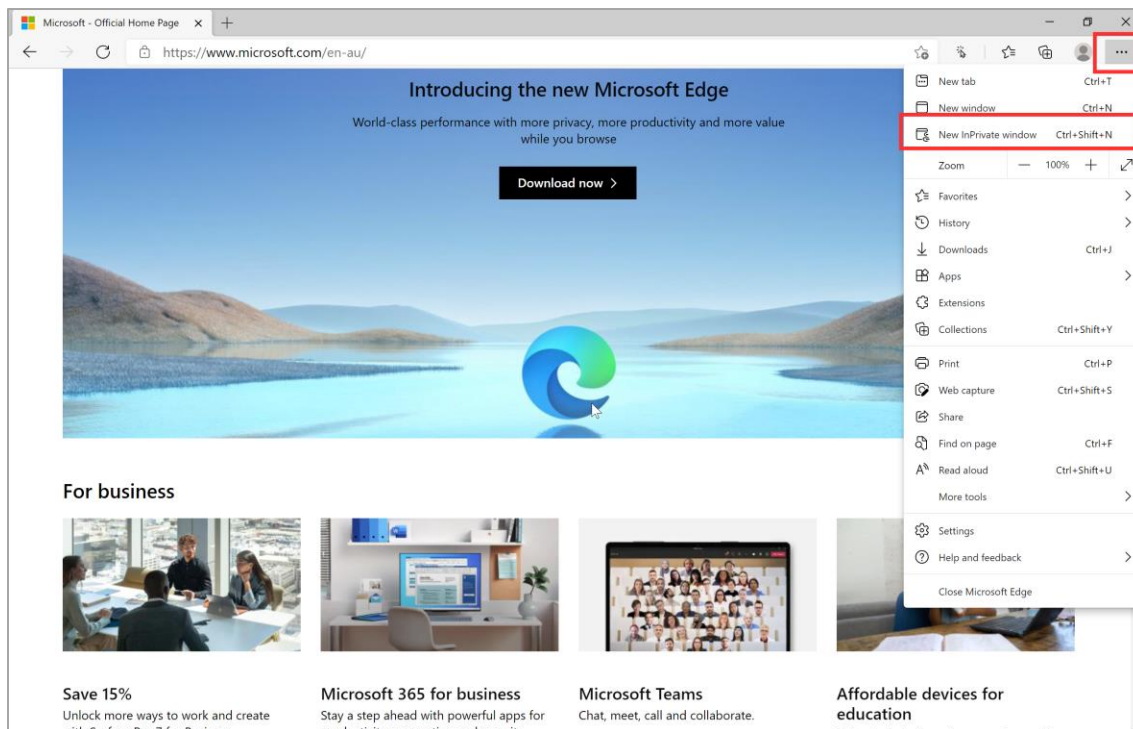 Microsoft - Official Home Page
https://www.microsoft.com/en-au/
Introducing the new Microsoft Edge
World-class performance with more privacy, more productivity and more value
while you browse
Download now
New tab Ctrl+T
New window Ctrl+N
New InPrivate window Ctrl+Shift+N
Zoom — 100% +
Favorites
History
Downloads Ctrl+J
Apps
Extensions
Collections Ctrl+Shift+Y
Print Ctrl+P
Web capture Ctrl+Shift+S
Share
Find on page Ctrl+F
Read aloud Ctrl+Shift+U
More tools
Settings
Help and feedback
Close Microsoft Edge
For business
Save 15%
Unlock more ways to work and create
Microsoft 365 for business
Stay a step ahead with powerful apps for
Microsoft Teams
Chat, meet, call and collaborate.
Affordable devices for
education